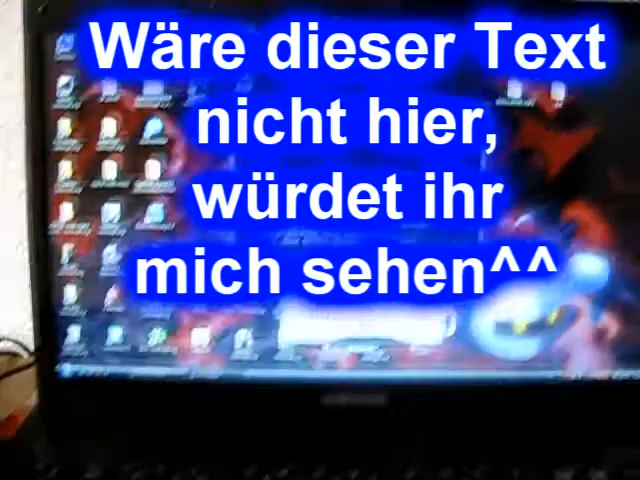 Wäre dieser Text
nicht hier,
würdet ihr
mich sehen^^